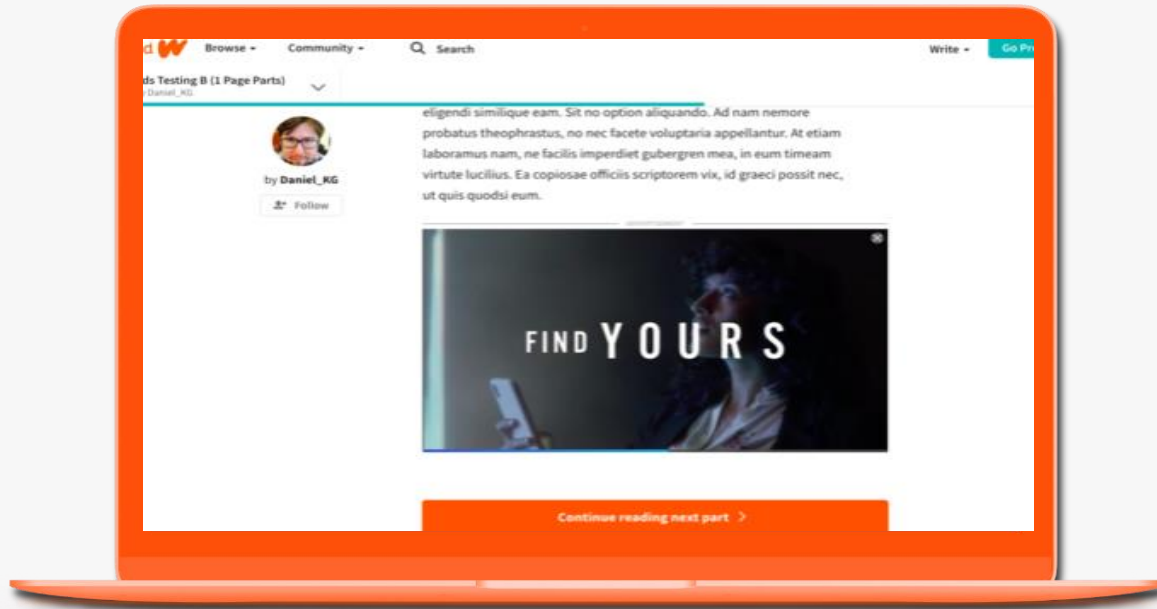 d W Browse Community Search Write Go Pr
ds Testing B (1 Page Parts)
Daniel_KG
eligendi similique eam. Sit no option aliquando. Ad nam nemore
probatus theophrastus, no nec facete voluptaria appellantur. At etiam
laboramus nam, ne facilis imperdiet gubergren mea, in eum timeam
virtute lucilius. Ea copiosae officiis scriptorem vix, id graeci possit nec,
ut quis quodsi eum.
by Daniel_KG
Follow
FIND YOURS
Continue reading next part >